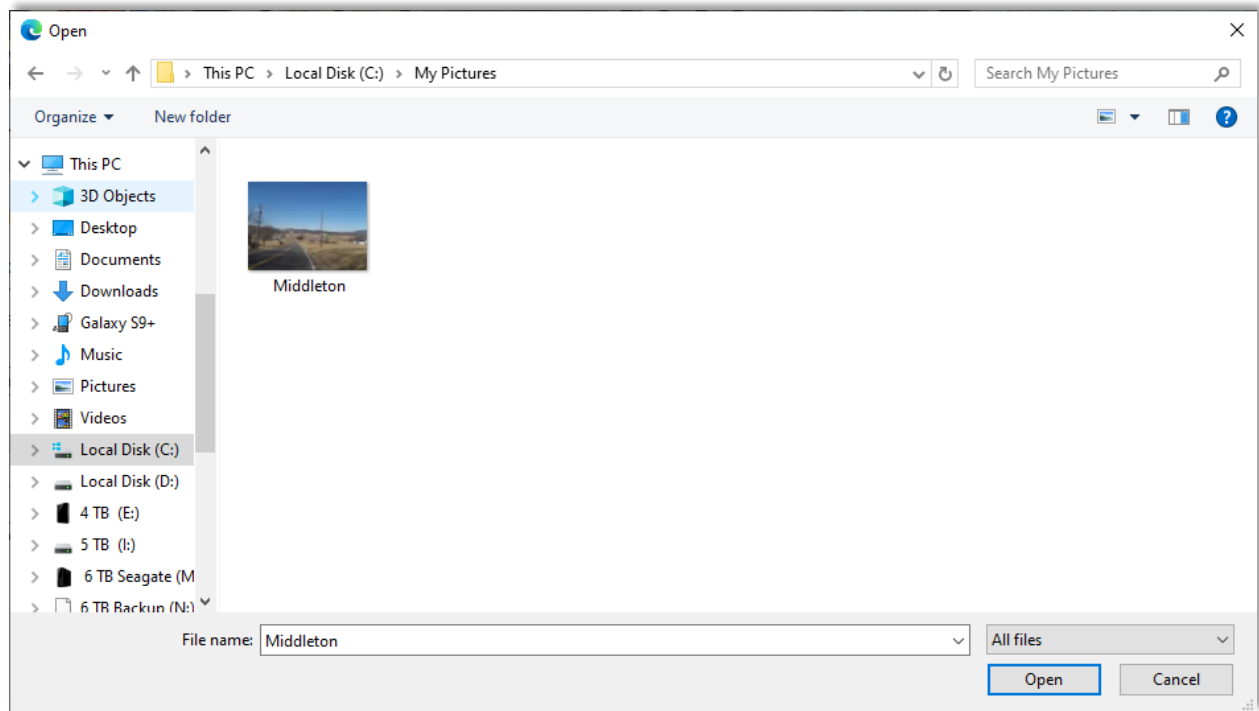 Open
This PC > Local Disk (C:) > My Pictures
Search My Pictures
Organize
New folder
This PC
3D Objects
Desktop
Documents
Downloads
Galaxy S9+
Music
Pictures
Videos
Local Disk (C:)
Local Disk (D:)
4 TB (E:)
5 TB (I:)
6 TB Seagate (M
6 TB Backup (N:)
Middleton
File name: Middleton
All files
Open
Cancel